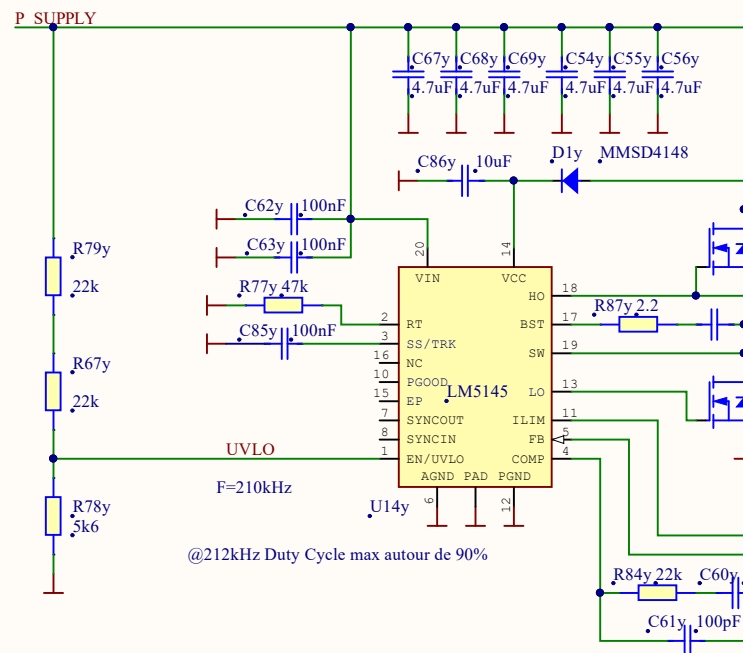 P_SUPPLY
C67y C68y C69y C54y C55y C56y
4.7uF 4.7uF 4.7uF 4.7uF 4.7uF 4.7uF
C86y 10uF D1y MMSD4148
C62y 100nF
C63y 100nF
R79y
22k
R77y 47k
C85y 100nF
R67y
22k
20 14
VIN VCC
HO 18
R87y 2.2
2 RT BST 17
3 SS/TRK SW 19
16 NC
10 PGOOD LO 13
15 EP LM5145
7 SYNCOUT ILIM 11
8 SYNCIN FB 5
1 EN/UVLO COMP 4
AGND PAD PGND
6 12
UVLO
F=210kHz
R78y
5k6
U14y
@212kHz Duty Cycle max autour de 90%
R84y 22k C60y
C61y 100pF